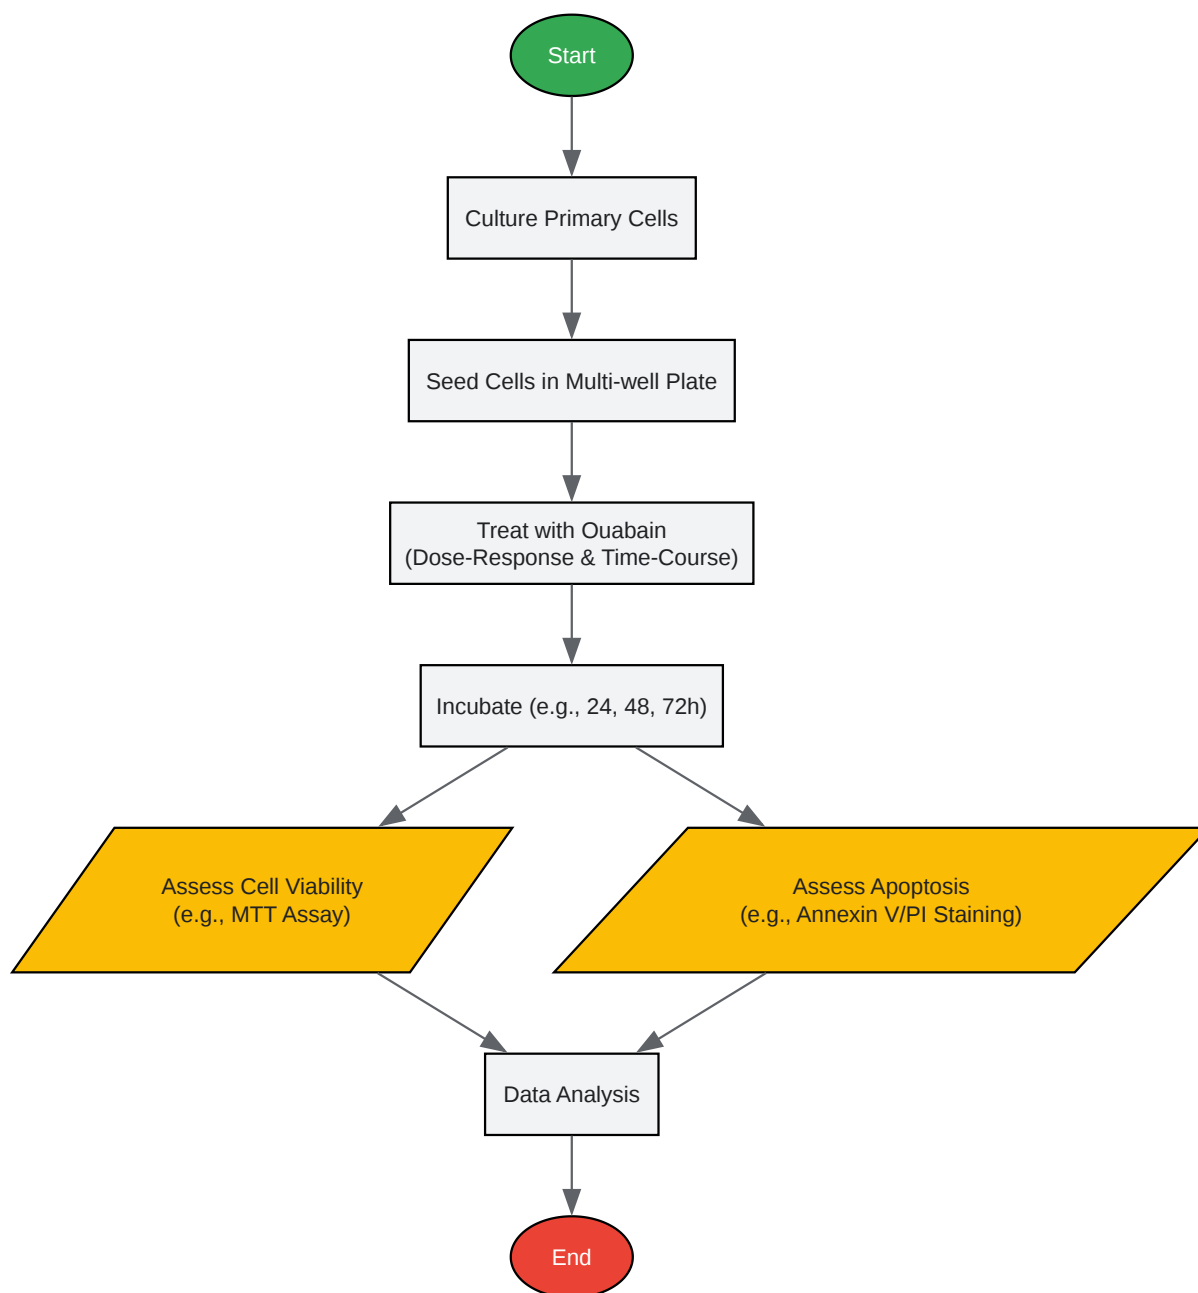 Start
Culture Primary Cells
Seed Cells in Multi-well Plate
Treat with Ouabain
(Dose-Response & Time-Course)
Incubate (e.g., 24, 48, 72h)
Assess Cell Viability
(e.g., MTT Assay)
Assess Apoptosis
(e.g., Annexin V/PI Staining)
Data Analysis
End